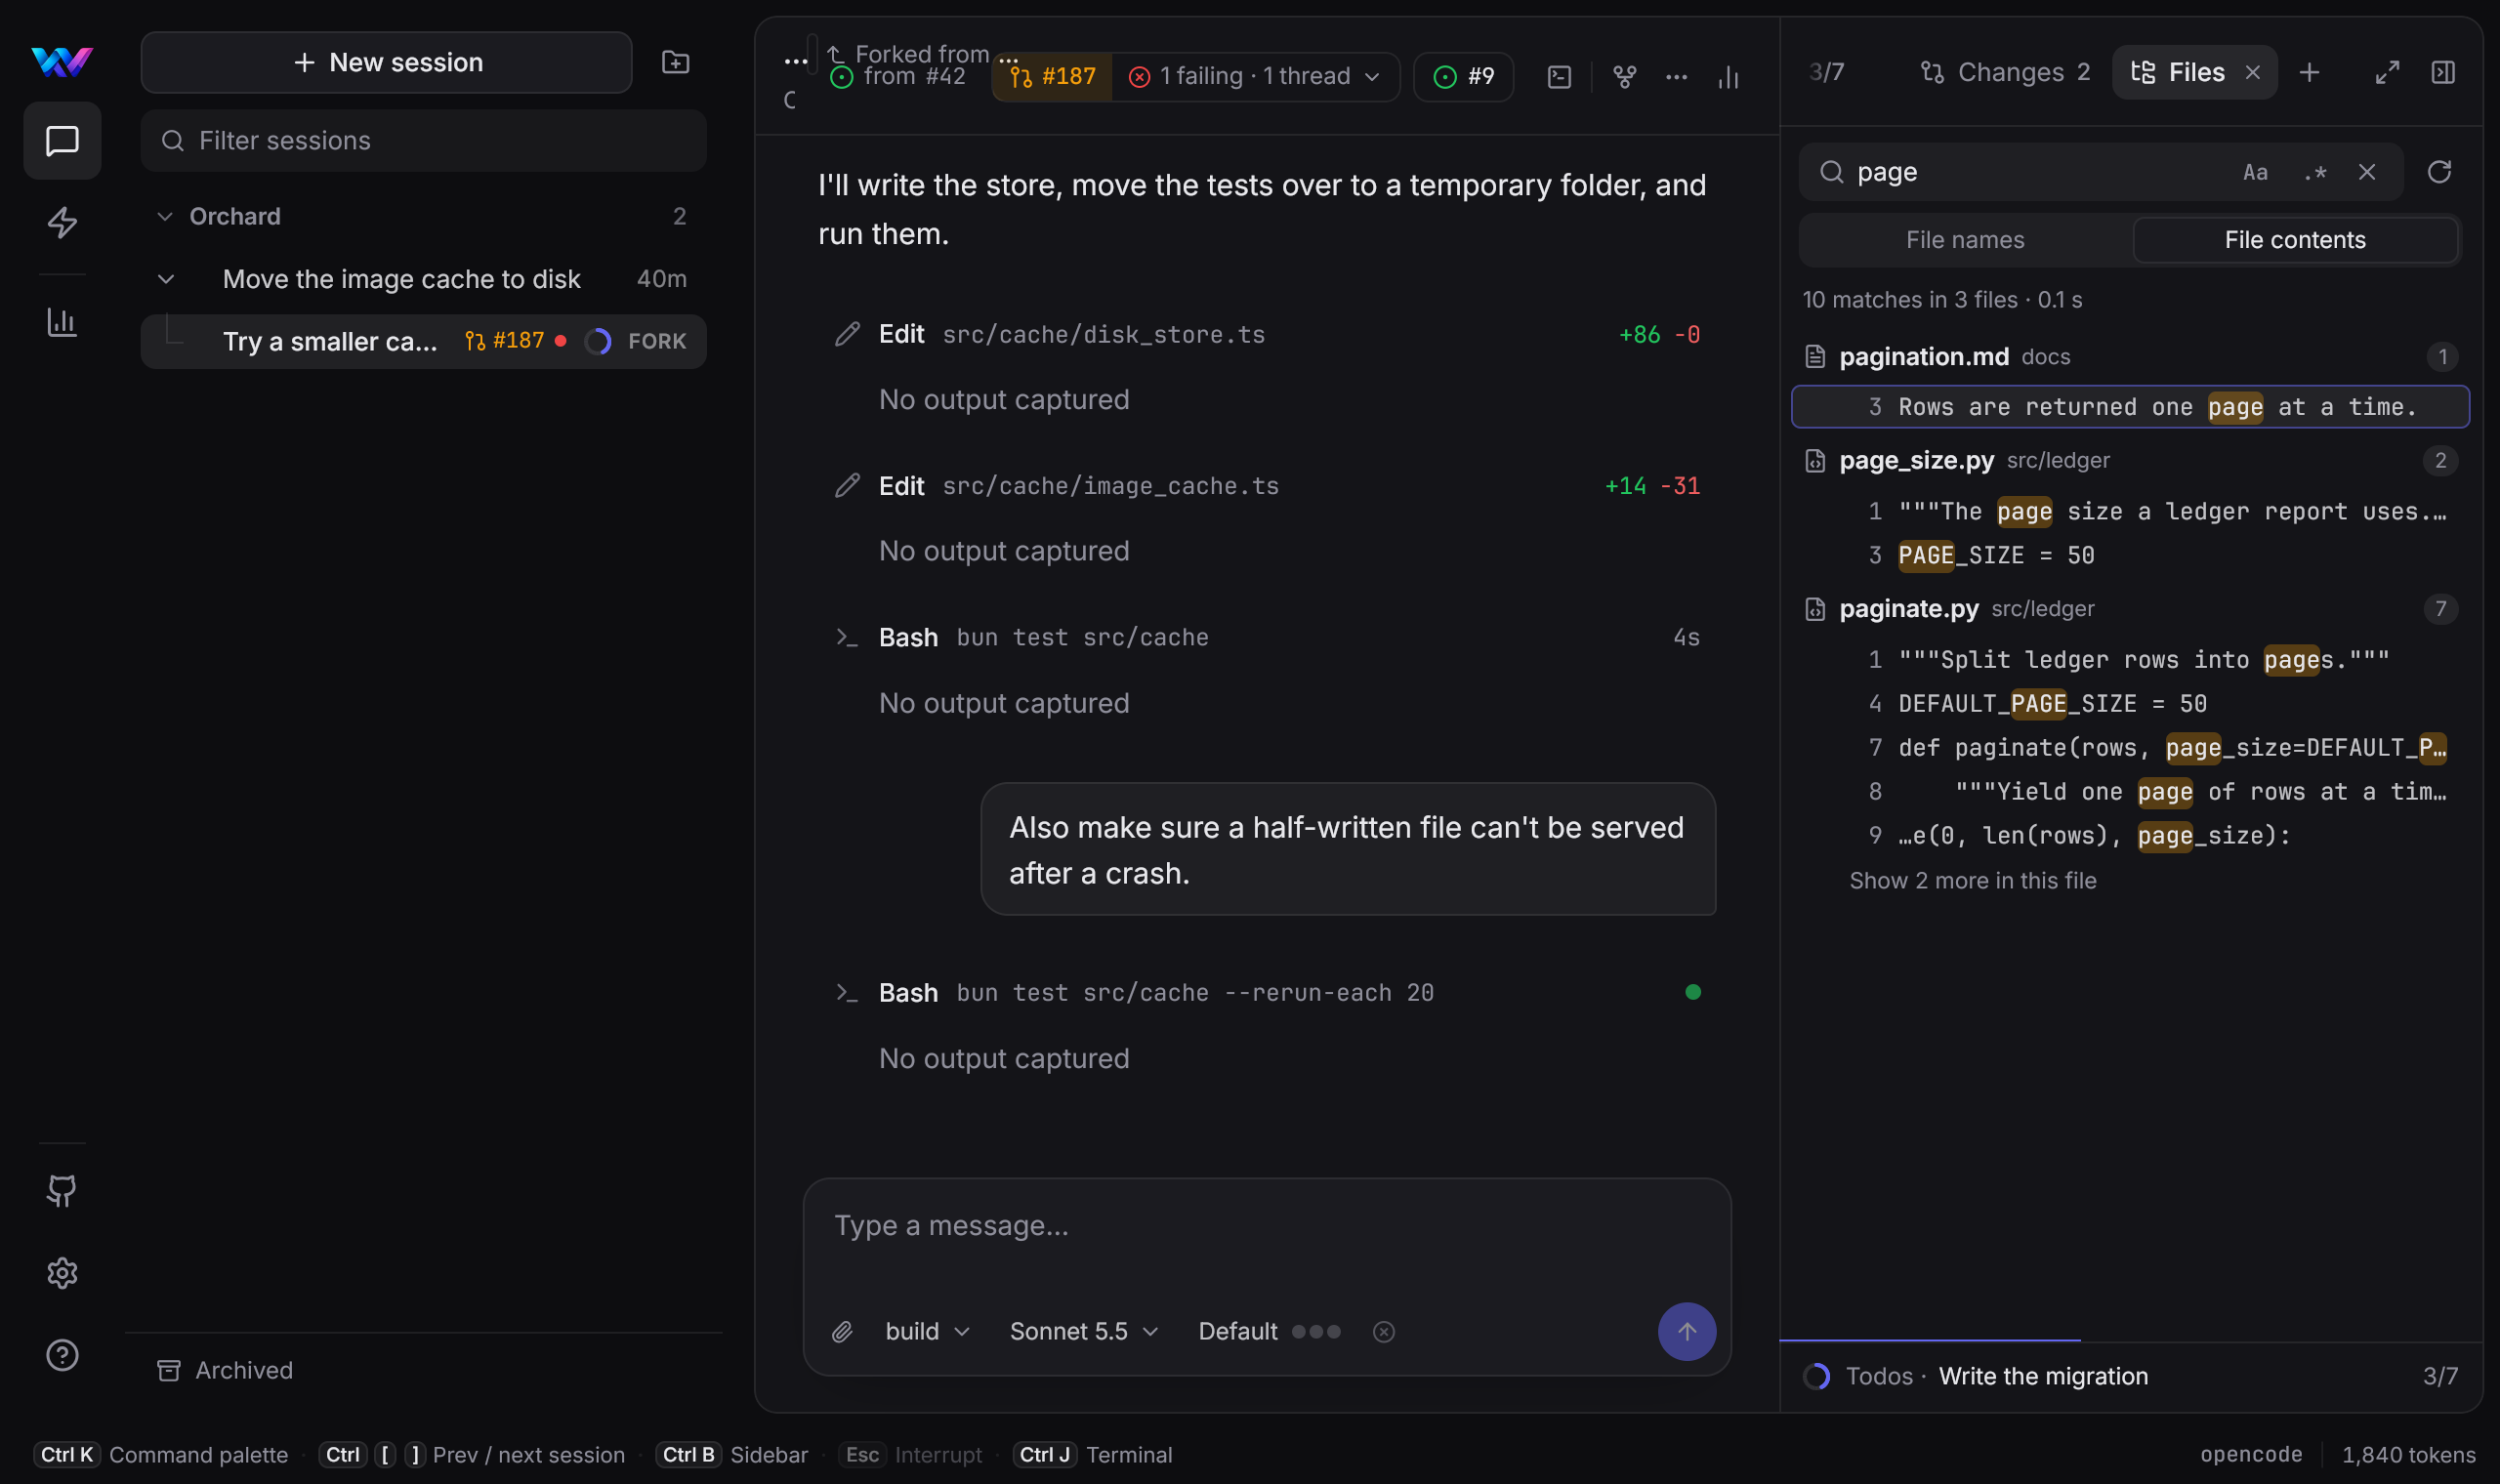 New session
Filter sessions
Orchard 2
Move the image cache to disk 40m
Try a smaller ca... #187 FORK
Archived
... Forked from ...
from #42 #187 1 failing · 1 thread #9
I'll write the store, move the tests over to a temporary folder, and
run them.
Edit src/cache/disk_store.ts +86 -0
No output captured
Edit src/cache/image_cache.ts +14 -31
No output captured
Bash bun test src/cache 4s
No output captured
Also make sure a half-written file can't be served
after a crash.
Bash bun test src/cache --rerun-each 20
No output captured
Type a message...
build Sonnet 5.5 Default
3/7 Changes 2 Files
page Aa .*
File names File contents
10 matches in 3 files · 0.1 s
pagination.md docs 1
3 Rows are returned one page at a time.
page_size.py src/ledger 2
1 """The page size a ledger report uses.…
3 PAGE_SIZE = 50
paginate.py src/ledger 7
1 """Split ledger rows into pages."""
4 DEFAULT_PAGE_SIZE = 50
7 def paginate(rows, page_size=DEFAULT_P…
8 """Yield one page of rows at a tim…
9 …e(0, len(rows), page_size):
Show 2 more in this file
Todos · Write the migration 3/7
Ctrl K Command palette · Ctrl [ ] Prev / next session · Ctrl B Sidebar · Esc Interrupt · Ctrl J Terminal
opencode 1,840 tokens